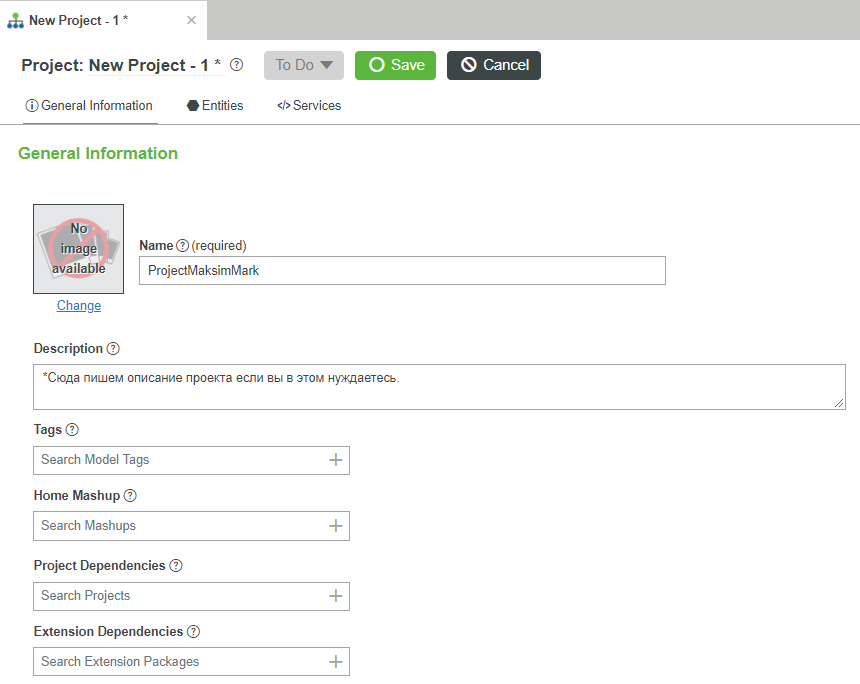 New Project - 1 *
Project: New Project - 1 * To Do Save Cancel
General Information Entities </> Services
General Information
No
image
available
Change
Name (required)
ProjectMaksimMark
Description
*Сюда пишем описание проекта если вы в этом нуждаетесь.
Tags
Search Model Tags
Home Mashup
Search Mashups
Project Dependencies
Search Projects
Extension Dependencies
Search Extension Packages